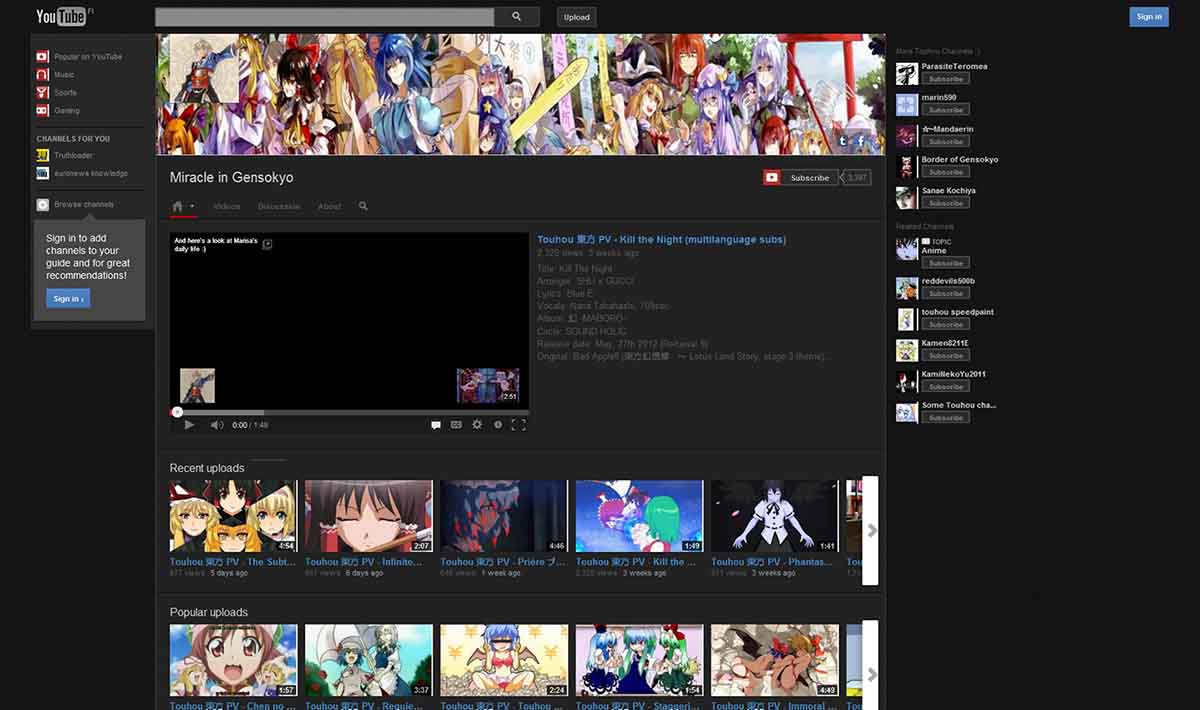 YouTube FI
Upload
Sign in
Popular on YouTube
Music
Sports
Gaming
CHANNELS FOR YOU
Truthloader
euronews knowledge
Browse channels
Sign in to add
channels to your
guide and for great
recommendations!
Sign in ›
Miracle in Gensokyo
Subscribe 3,397
Videos Discussion About
And here's a look at Marisa's
daily life :)
2:51
0:00 / 1:49
Touhou 東方 PV - Kill the Night (multilanguage subs)
2,320 views 3 weeks ago
Title: Kill The Night
Arrange: SHU x GUCCI
Lyrics: Blue E
Vocals: Nana Takahashi, 709sec.
Album: 幻 -MABORO-
Circle: SOUND HOLIC
Release date: May, 27th 2012 (Reitaisai 9)
Original: Bad Apple!! (東方幻想郷 ~ Lotus Land Story, stage 3 theme)...
Recent uploads
4:54
2:07
4:46
1:49
1:41
Touhou 東方 PV - The Subt...
Touhou 東方 PV - Infinite...
Touhou 東方 PV - Prière プ...
Touhou 東方 PV - Kill the ...
Touhou 東方 PV - Phantas...
Tou
views 5 days ago
views 6 days ago
views 1 week ago
2,320 views 3 weeks ago
views 3 weeks ago
Popular uploads
1:57
3:37
2:24
1:54
4:49
Touhou 東方 PV - Chen no ...
Touhou 東方 PV - Requie...
Touhou 東方 PV - Touhou ...
Touhou 東方 PV - Staggeri...
Touhou 東方 PV - Immoral ...
Tou
More Touhou Channels :)
ParasiteTeromea
Subscribe
marin590
Subscribe
☆~Mandaerin
Subscribe
Border of Gensokyo
Subscribe
Sanae Kochiya
Subscribe
Related Channels
TOPIC
Anime
Subscribe
reddevils500b
Subscribe
touhou speedpaint
Subscribe
Kamen8211E
Subscribe
KamiNekoYu2011
Subscribe
Some Touhou cha...
Subscribe